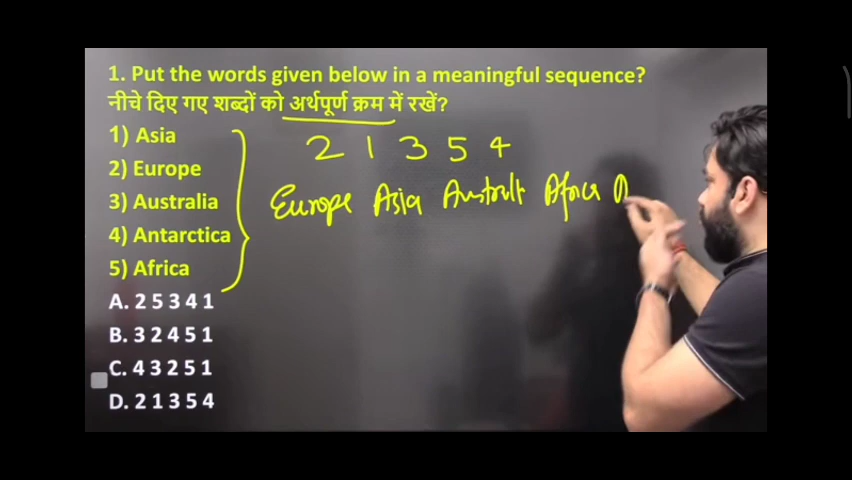 1. Put the words given below in a meaningful sequence?
नीचे दिए गए शब्दों को अर्थपूर्ण क्रम में रखें?
1) Asia
2) Europe
3) Australia
4) Antarctica
5) Africa
A. 2 5 3 4 1
B. 3 2 4 5 1
C. 4 3 2 5 1
D. 2 1 3 5 4
2 1 3 5 4
Europe Asia Africa